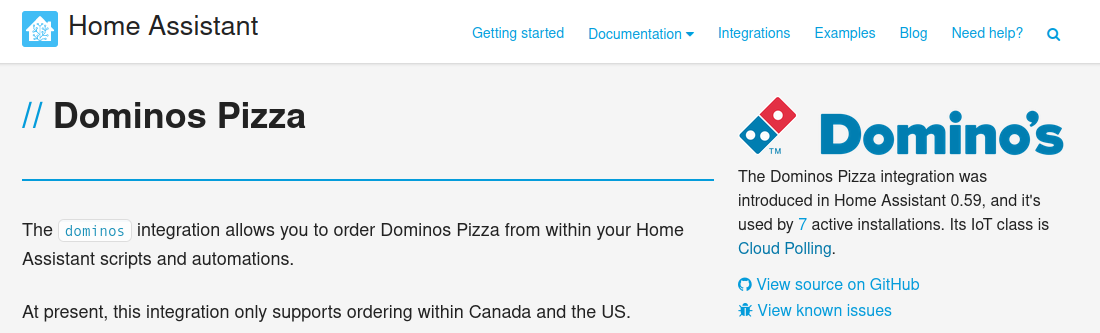 Home Assistant
Getting started Documentation Integrations Examples Blog Need help?
// Dominos Pizza
The dominos integration allows you to order Dominos Pizza from within your Home
Assistant scripts and automations.
At present, this integration only supports ordering within Canada and the US.
TM
Domino's
The Dominos Pizza integration was
introduced in Home Assistant 0.59, and it's
used by 7 active installations. Its IoT class is
Cloud Polling.
View source on GitHub
View known issues